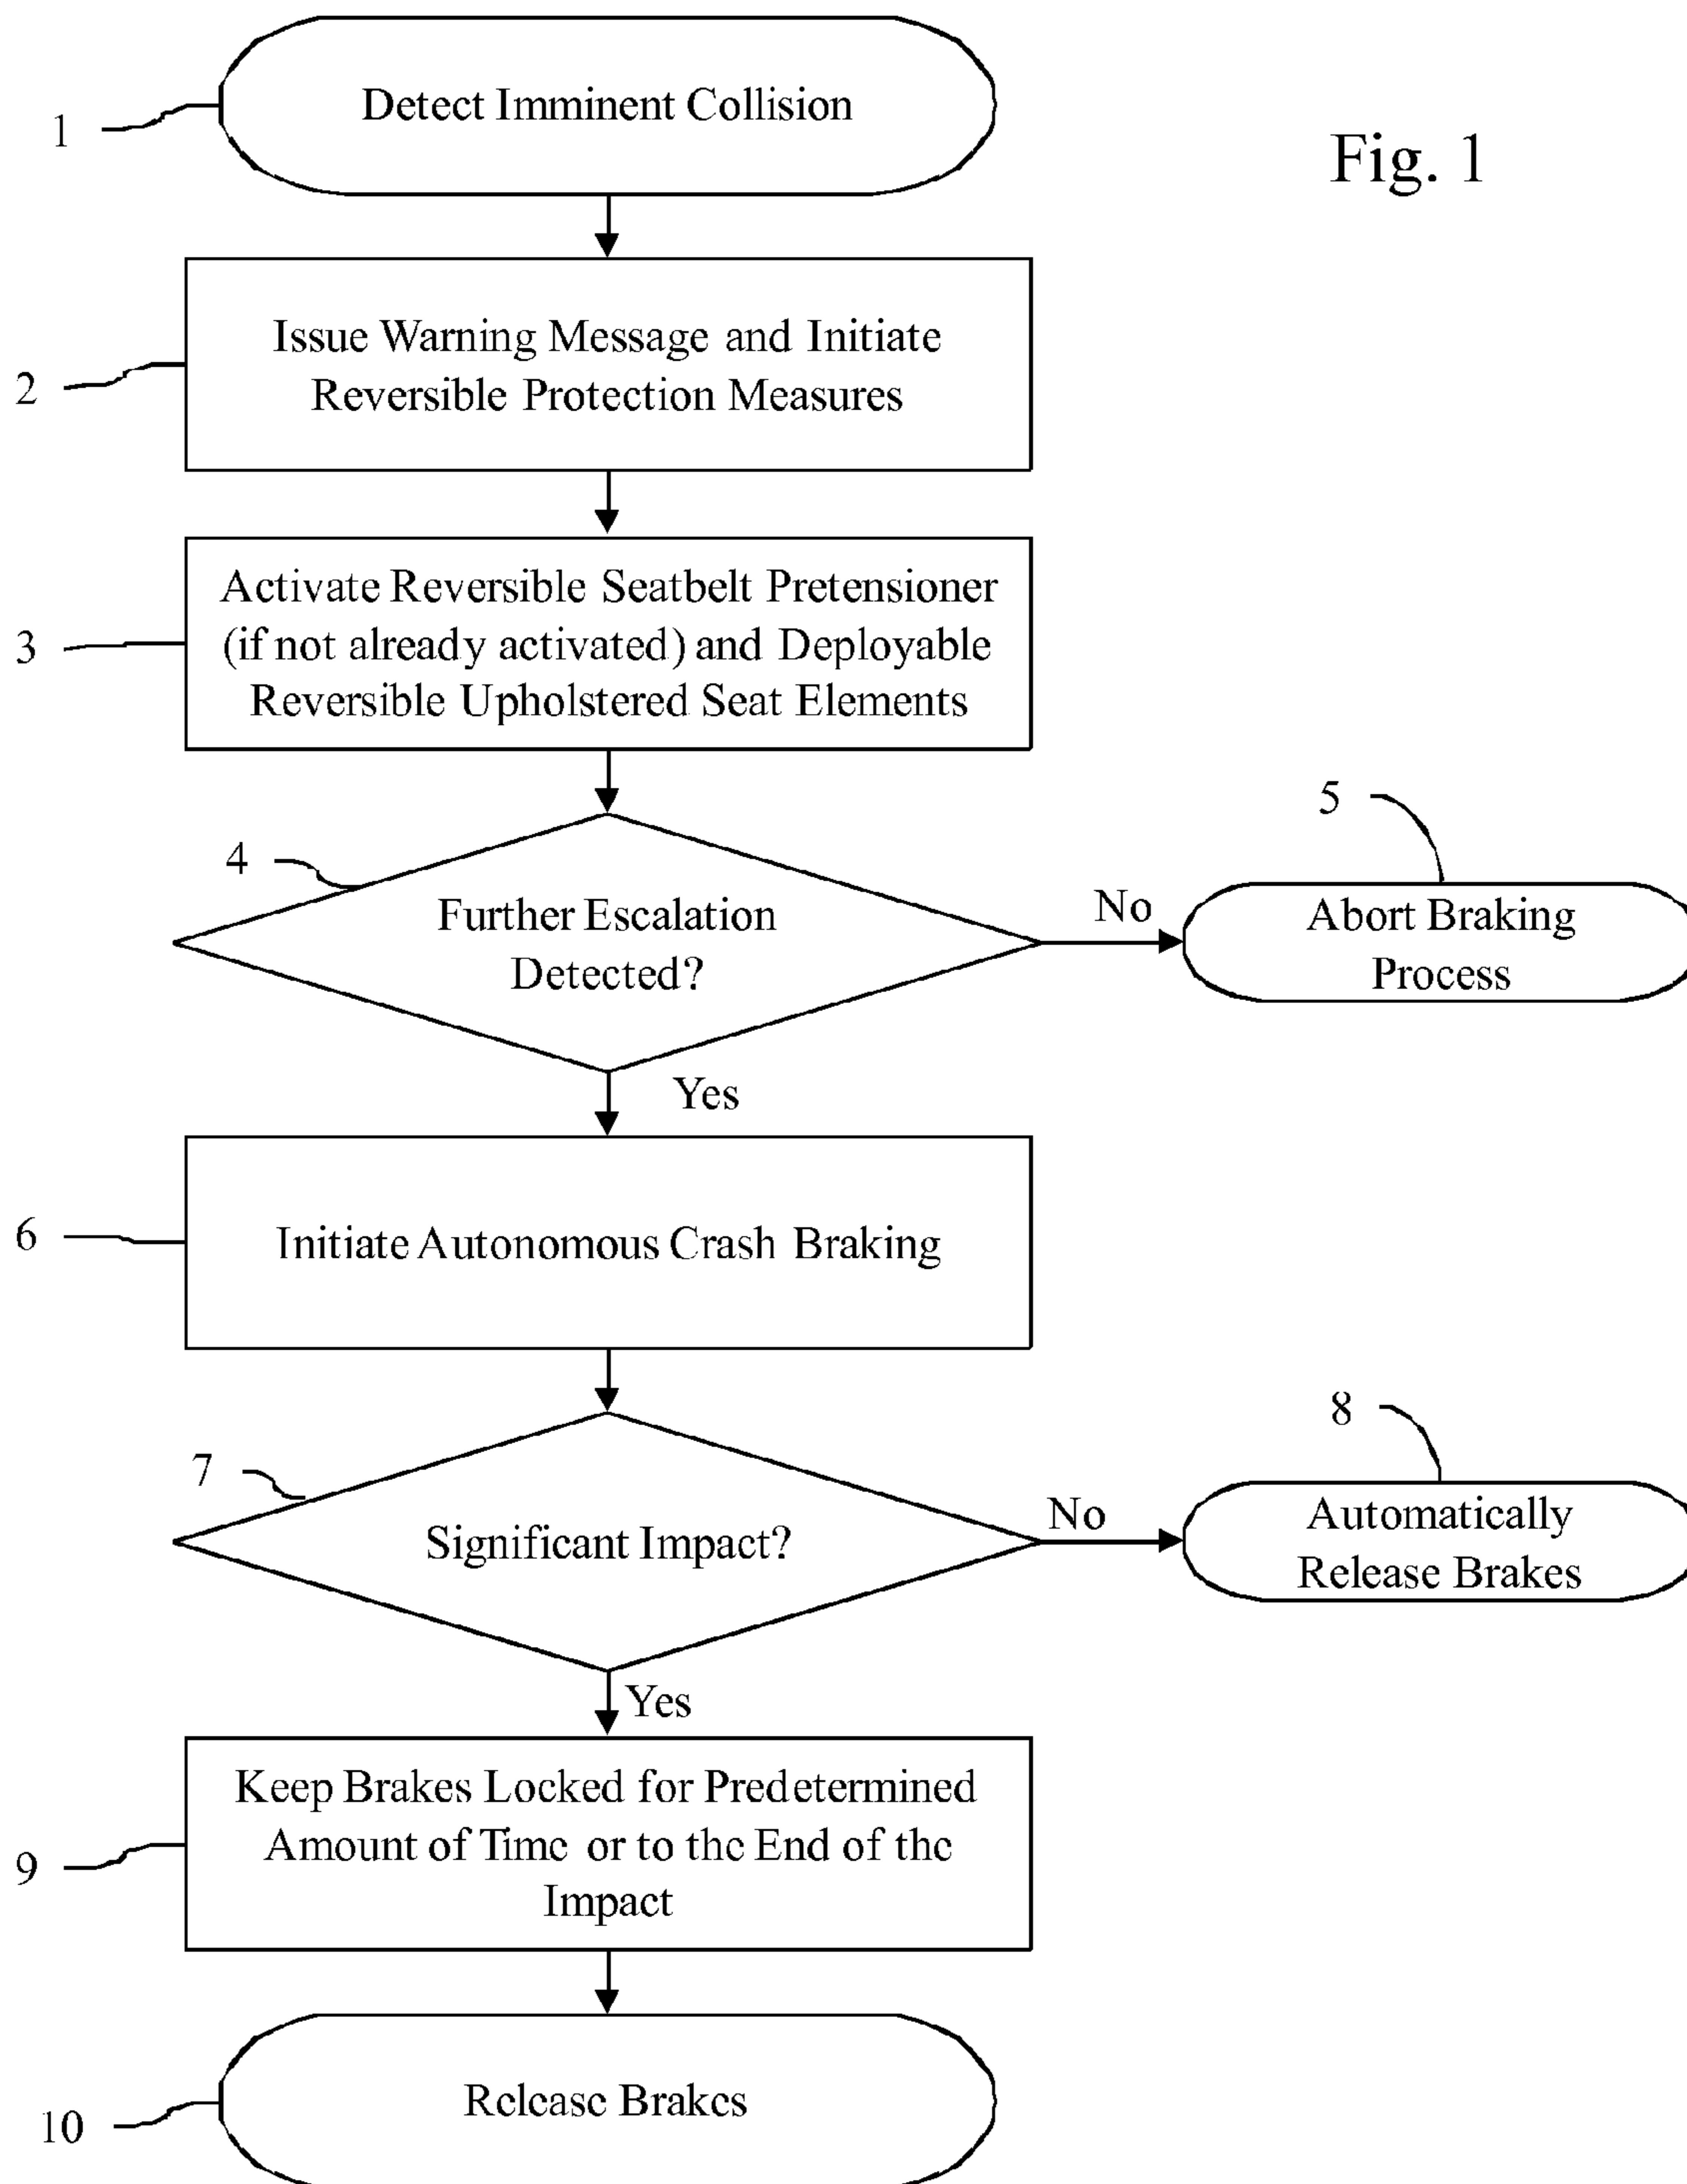 Fig. 1
1
Detect Imminent Collision
2
Issue Warning Message and Initiate
Reversible Protection Measures
3
Activate Reversible Seatbelt Pretensioner
(if not already activated) and Deployable
Reversible Upholstered Seat Elements
4
Further Escalation
Detected?
No
5
Abort Braking
Process
Yes
6
Initiate Autonomous Crash Braking
7
Significant Impact?
No
8
Automatically
Release Brakes
Yes
9
Keep Brakes Locked for Predetermined
Amount of Time or to the End of the
Impact
10
Release Brakes